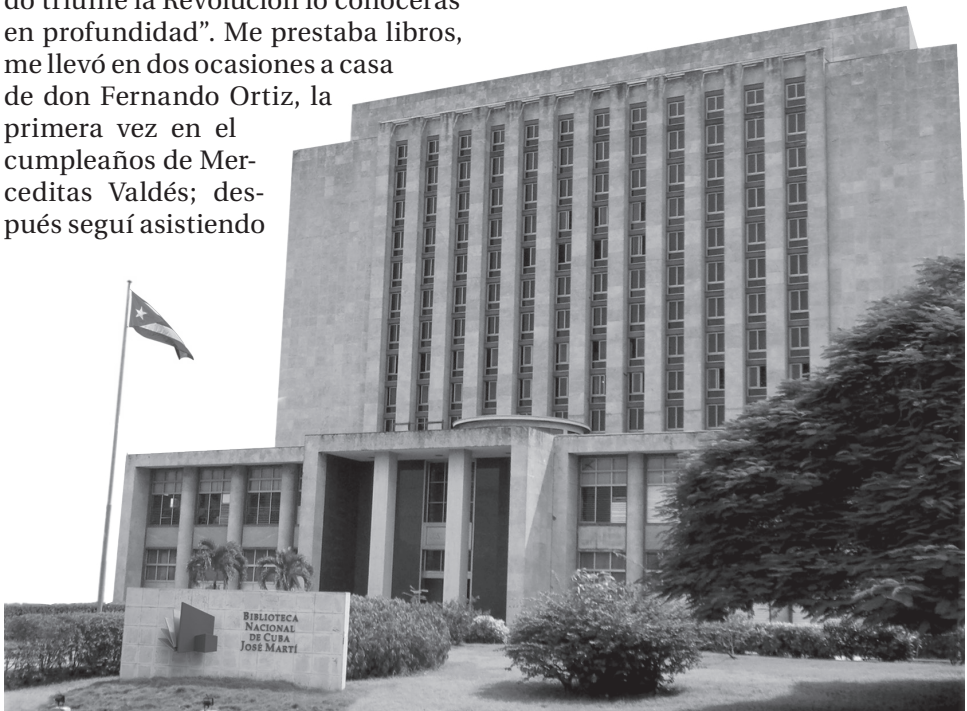 do triunfe la Revolución lo conocerás
en profundidad”. Me prestaba libros,
me llevó en dos ocasiones a casa
de don Fernando Ortiz, la
primera vez en el
cumpleaños de Mer-
ceditas Valdés; des-
pués seguí asistiendo
BIBLIOTECA
NACIONAL
DE CUBA
JOSÉ MARTÍ